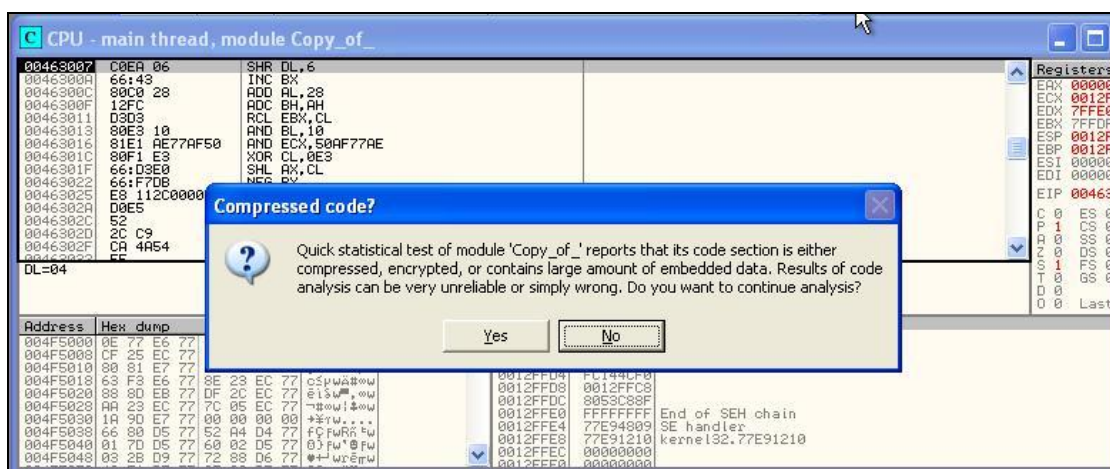 CPU - main thread, module Copy_of_
00463007 C0EA 06 SHR DL,6
0046300A 66:43 INC BX
0046300C 80C0 28 ADD AL,28
0046300F 12FC ADC BH,AH
00463011 D3D3 RCL EBX,CL
00463013 80E3 10 AND BL,10
00463016 81E1 AE77AF50 AND ECX,50AF77AE
0046301C 80F1 E3 XOR CL,0E3
0046301F 66:D3E0 SHL AX,CL
00463022 66:F7DB NEG BX
00463025 E8 112C0000
0046302A D0E5
0046302C 52
0046302D 2C C9
0046302F CA 4A54
DL=04
Registers
EAX
ECX
EDX
EBX
ESP
EBP
ESI
EDI
EIP
C 0 ES
P 1 CS
A 0 SS
Z 0 DS
S 1 FS
T 0 GS
D 0
O 0 Last
Compressed code?
Quick statistical test of module 'Copy_of_' reports that its code section is either
compressed, encrypted, or contains large amount of embedded data. Results of code
analysis can be very unreliable or simply wrong. Do you want to continue analysis?
Yes No
Address Hex dump
004F5000 0E 77 E6 77
004F5008 CF 25 EC 77
004F5010 80 81 E7 77
004F5018 63 F3 E6 77 8E 23 EC 77
004F5020 88 8D EB 77 DF 2C EC 77
004F5028 AA 23 EC 77 7C 05 EC 77
004F5030 1A 9D E7 77 00 00 00 00
004F5038 66 80 D5 77 52 A4 D4 77
004F5040 01 7D D5 77 60 02 D5 77
004F5048 03 2B D9 77 72 88 D6 77
0012FFD4 FC144CF0
0012FFD8 0012FFC8
0012FFDC 8053C88F
0012FFE0 FFFFFFFF End of SEH chain
0012FFE4 77E94809 SE handler
0012FFE8 77E91210 kernel32.77E91210
0012FFEC 00000000
0012FFF0 00000000